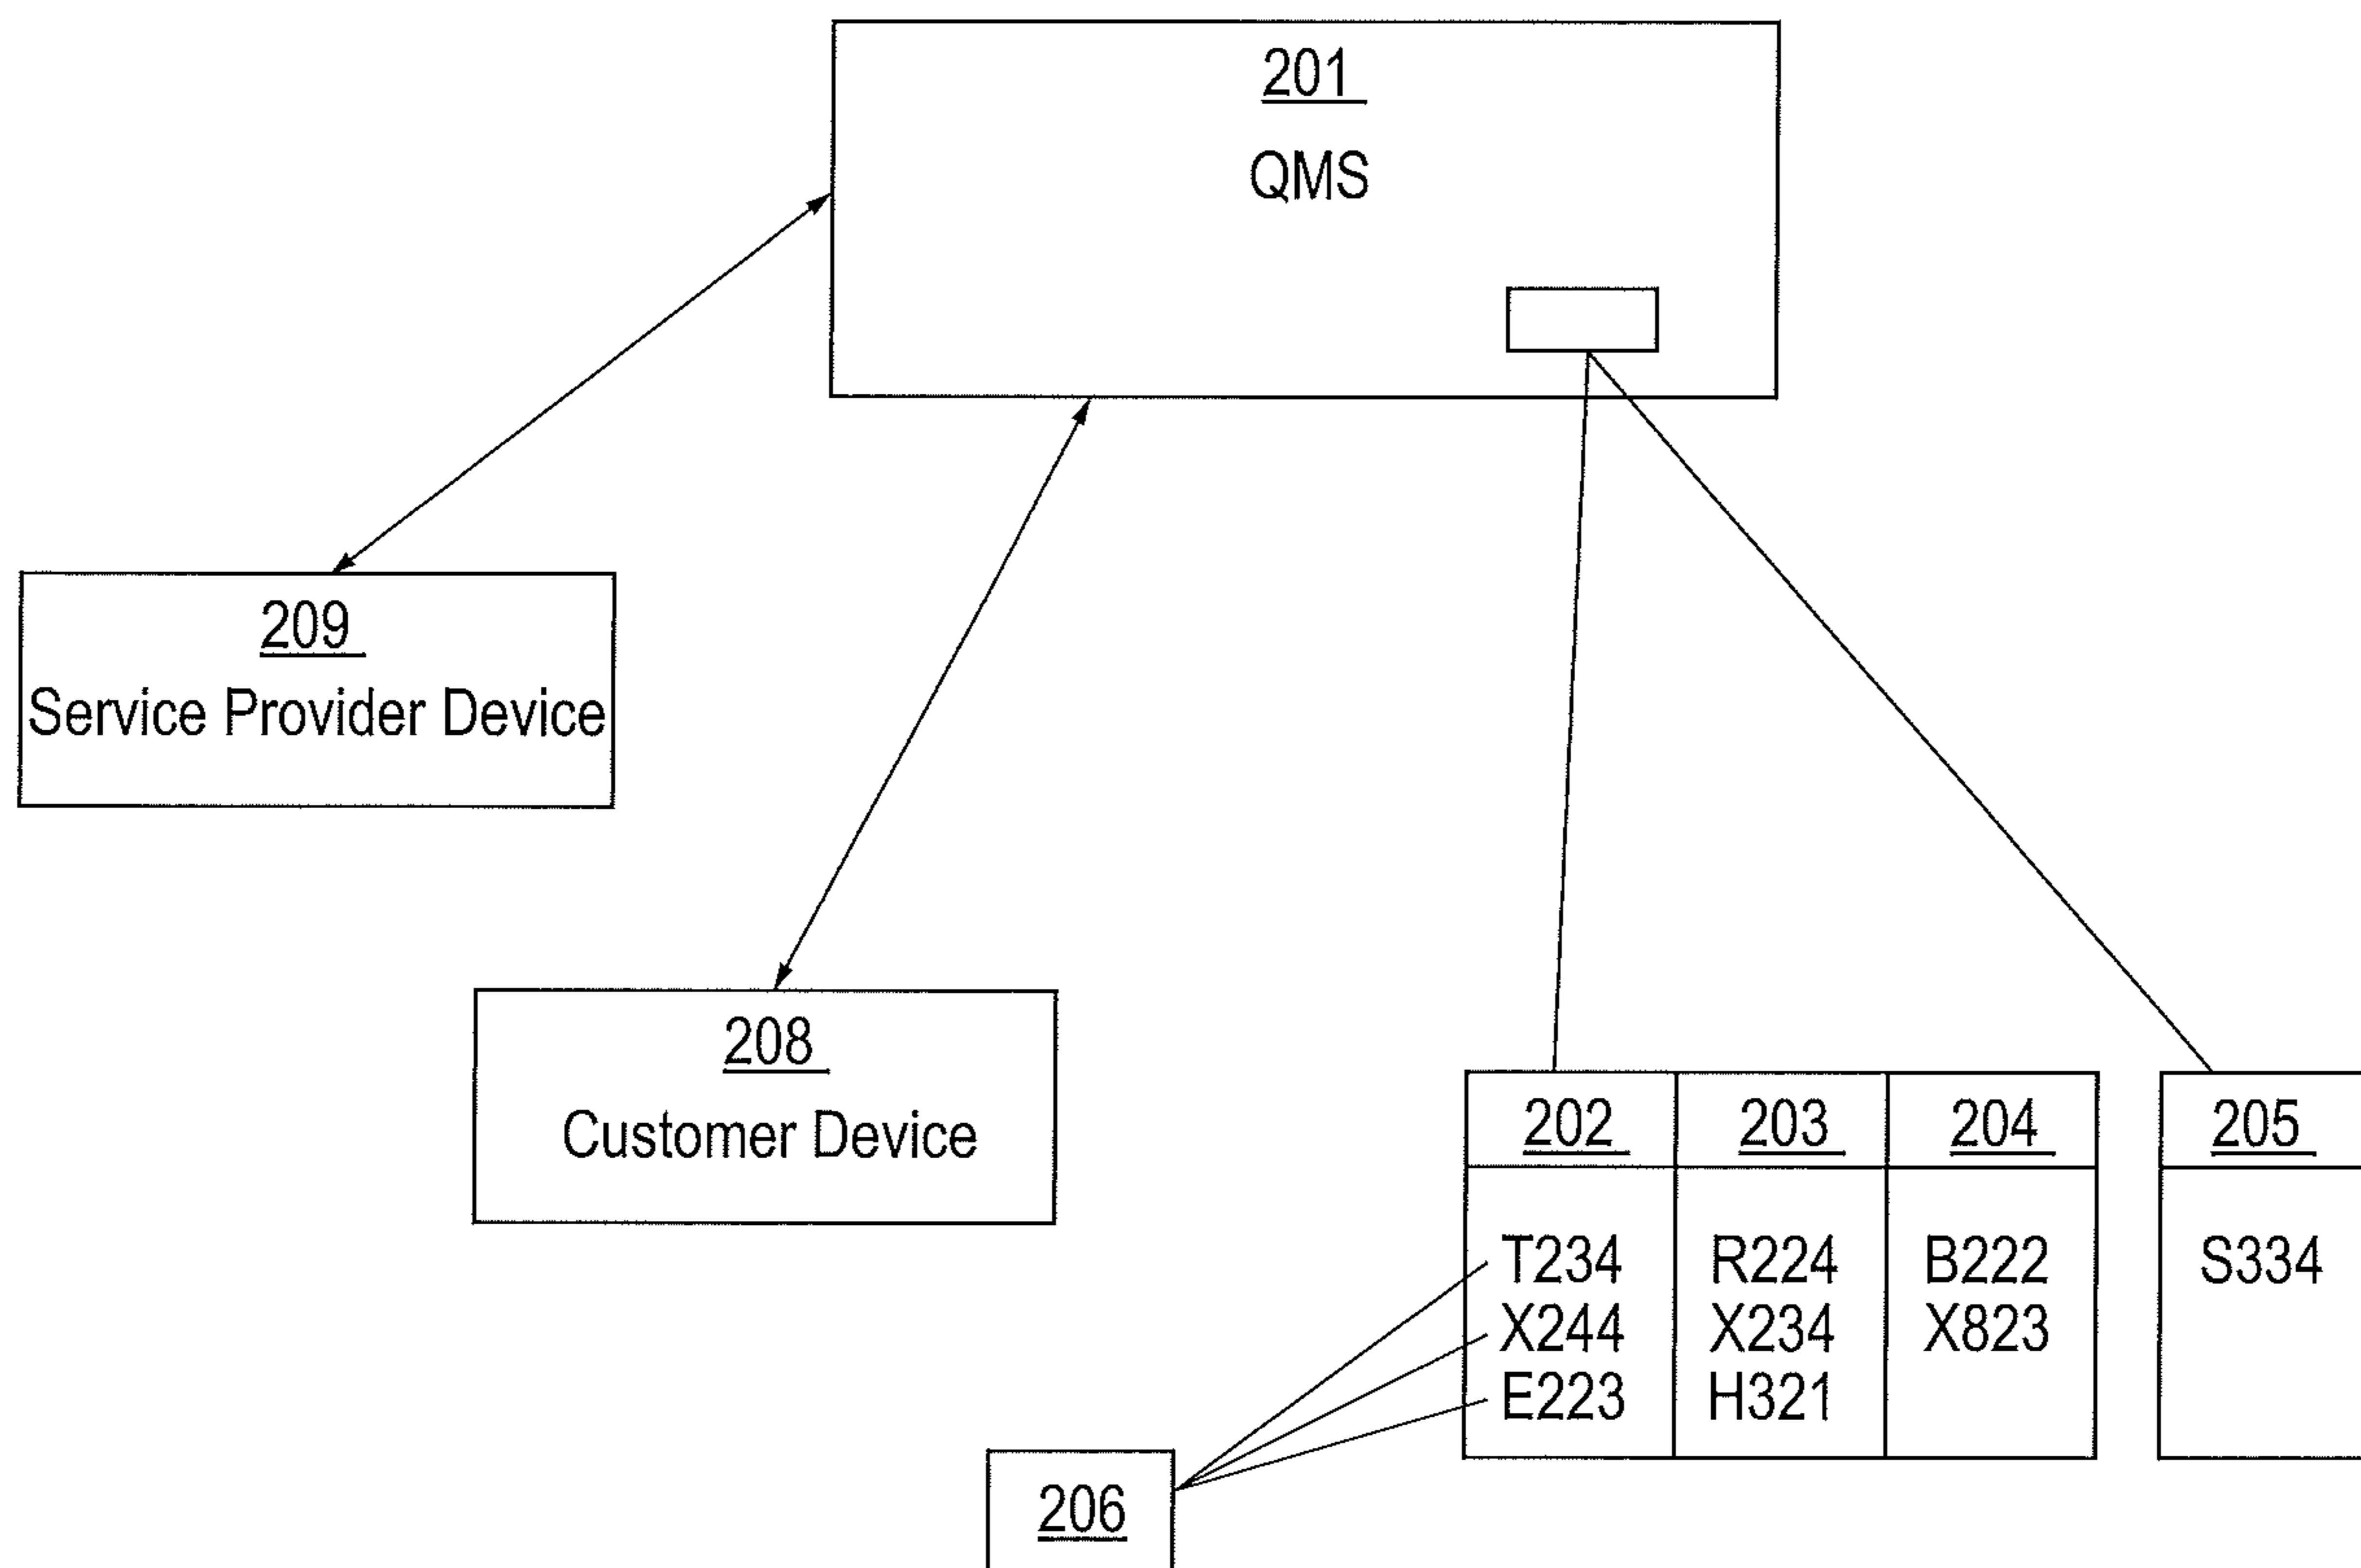 201
QMS
209
Service Provider Device
208
Customer Device
202 203 204 205
T234 R224 B222 S334
X244 X234 X823
E223 H321
206